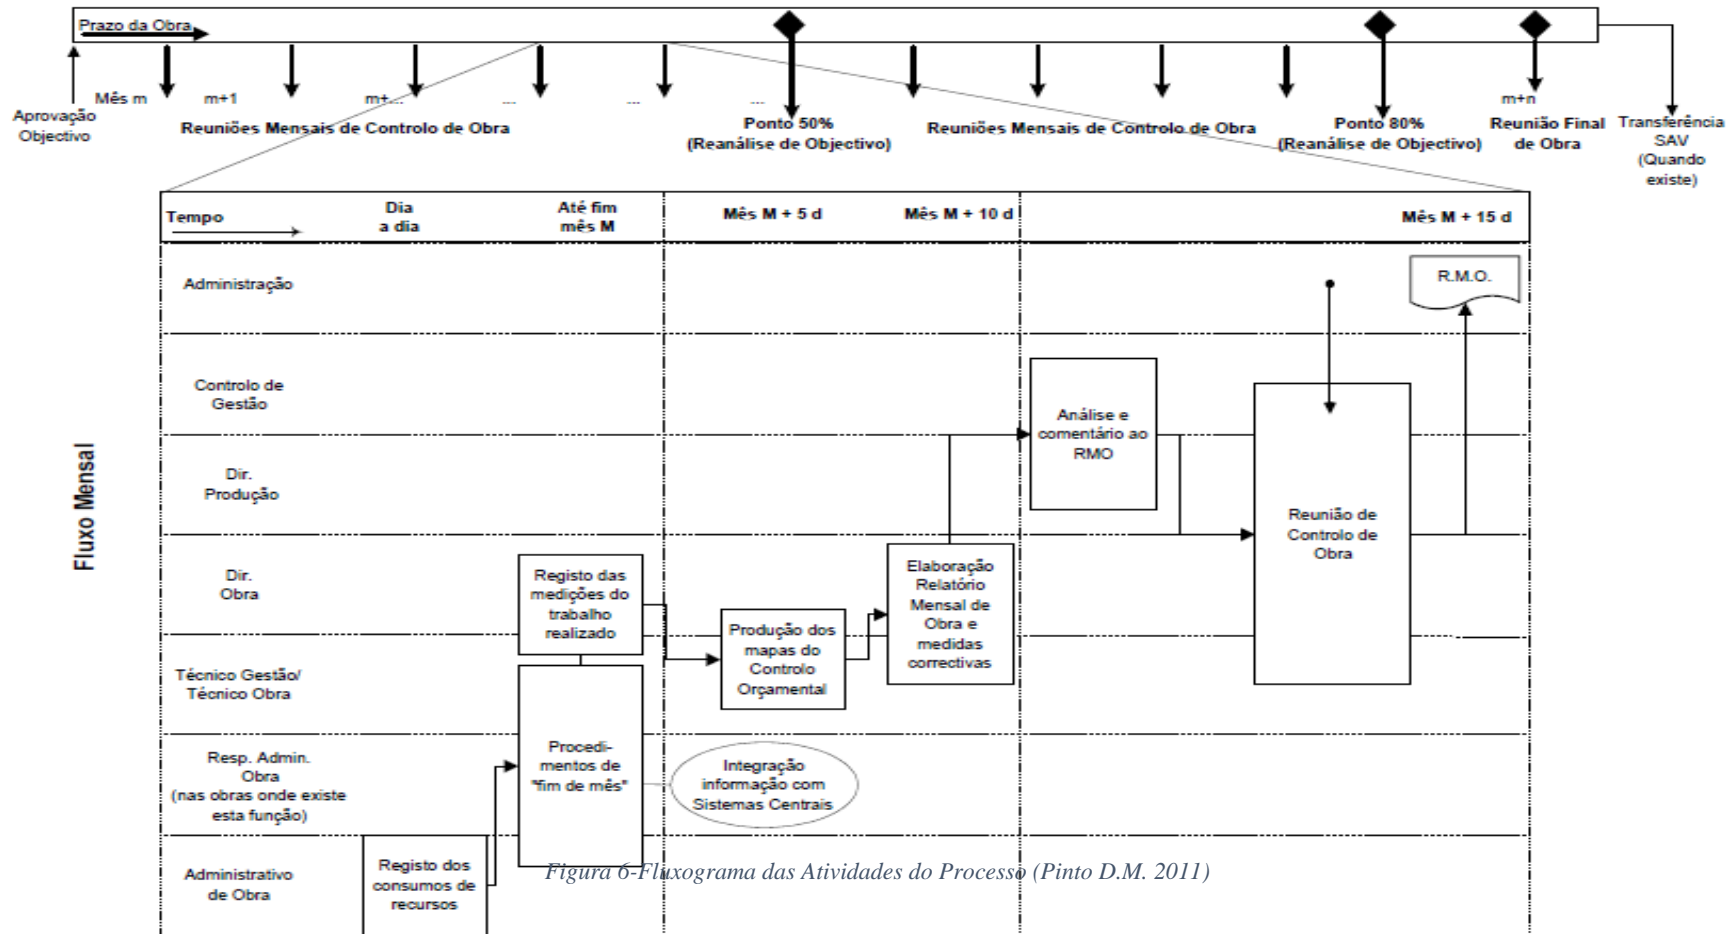 Prazo da Obra
Mês m
m+1
m+...
...
...
...
m+n
Aprovação
Objectivo
Reuniões Mensais de Controlo de Obra
Ponto 50%
(Reanálise de Objectivo)
Reuniões Mensais de Controlo de Obra
Ponto 80%
(Reanálise de Objectivo)
Reunião Final
de Obra
Transferência
SAV
(Quando
existe)
Tempo
Dia
a dia
Até fim
mês M
Mês M + 5 d
Mês M + 10 d
Mês M + 15 d
Fluxo Mensal
Administração
R.M.O.
Controlo de
Gestão
Análise e
comentário ao
RMO
Dir.
Produção
Reunião de
Controlo de
Obra
Dir.
Obra
Registo das
medições do
trabalho
realizado
Produção dos
mapas do
Controlo
Orçamental
Elaboração
Relatório
Mensal de
Obra e
medidas
correctivas
Técnico Gestão/
Técnico Obra
Resp. Admin.
Obra
(nas obras onde existe
esta função)
Procedi-
mentos de
"fim de mês"
Integração
informação com
Sistemas Centrais
Administrativo
de Obra
Registo dos
consumos de
recursos
Figura 6-Fluxograma das Atividades do Processo (Pinto D.M. 2011)